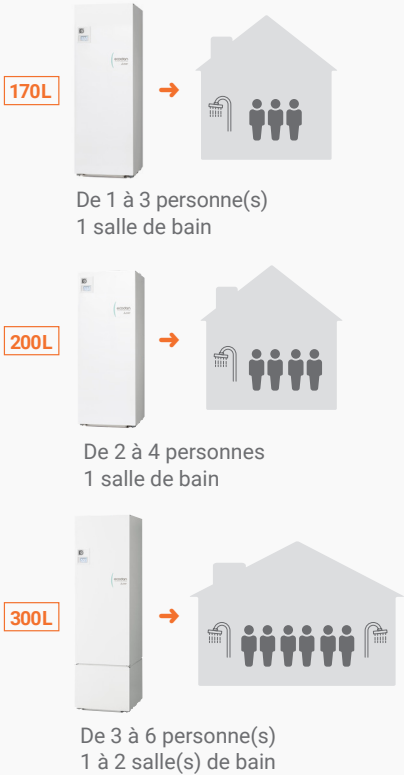 170L
De 1 à 3 personne(s)
1 salle de bain
200L
De 2 à 4 personnes
1 salle de bain
300L
De 3 à 6 personne(s)
1 à 2 salle(s) de bain